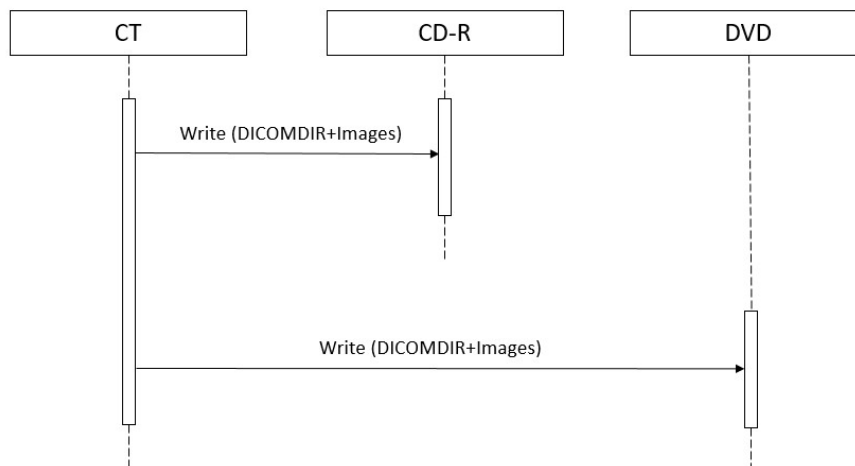 CT
CD-R
DVD
Write (DICOMDIR+Images)
Write (DICOMDIR+Images)